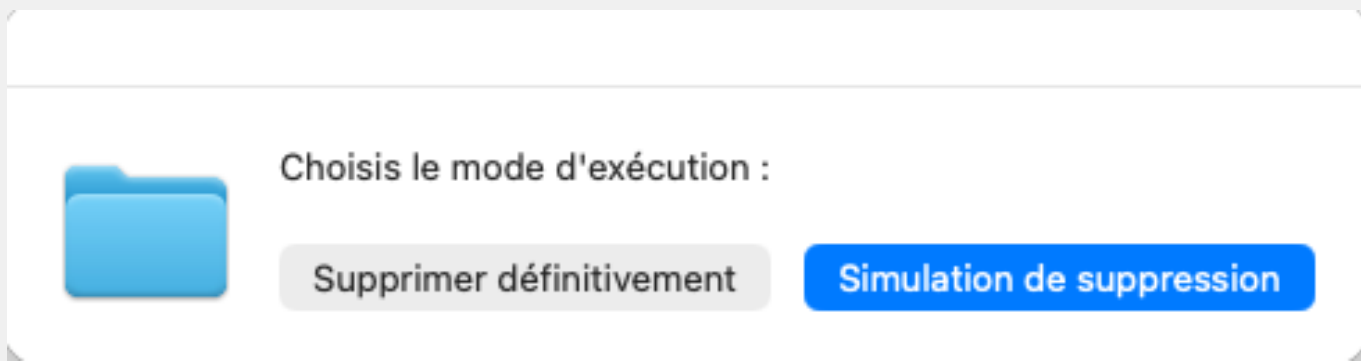 Choisis le mode d'exécution :
Supprimer définitivement
Simulation de suppression